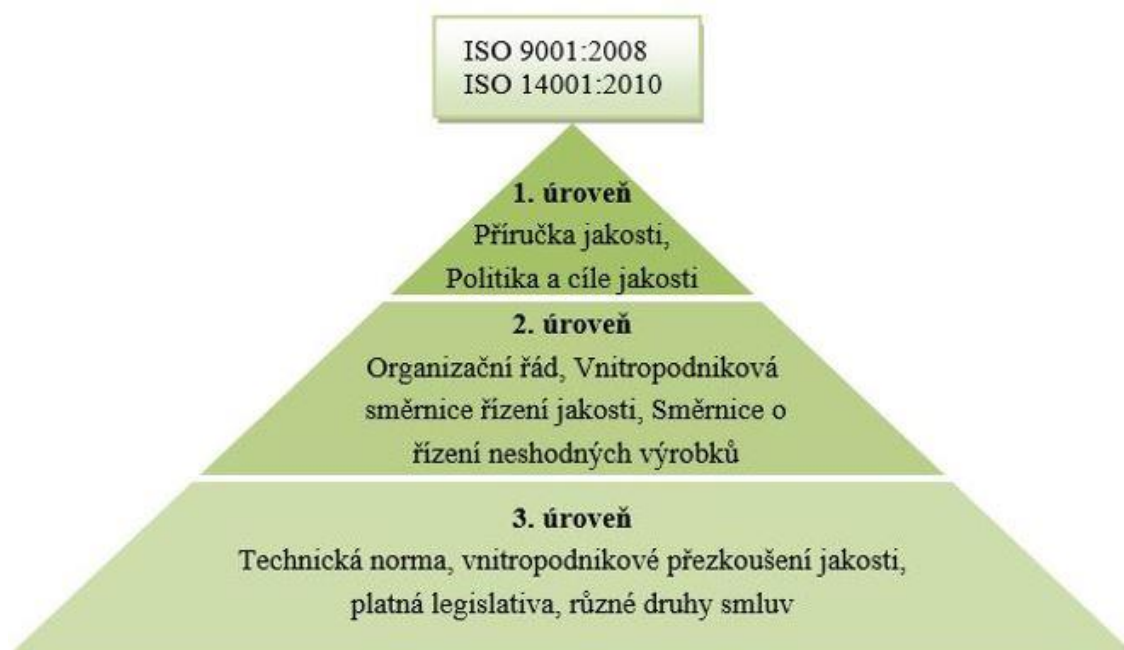 ISO 9001:2008
ISO 14001:2010
1. úroveň
Příručka jakosti,
Politika a cíle jakosti
2. úroveň
Organizační řád, Vnitropodniková
směrnice řízení jakosti, Směrnice o
řízení neshodných výrobků
3. úroveň
Technická norma, vnitropodnikové přezkoušení jakosti,
platná legislativa, různé druhy smluv